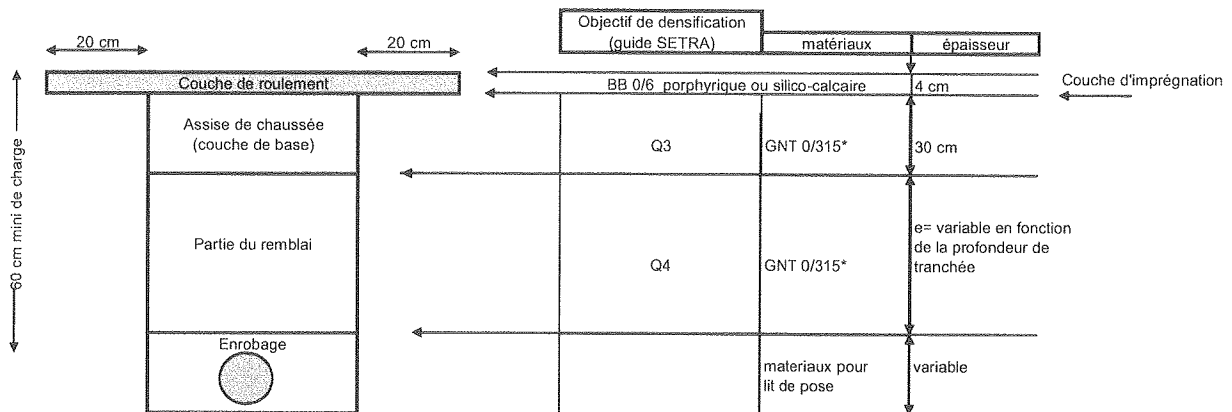 Objectif de densification
(guide SETRA)
matériaux
épaisseur
20 cm
20 cm
Couche de roulement
BB 0/6 porphyrique ou silico-calcaire
4 cm
Couche d'imprégnation
Assise de chaussée
(couche de base)
Q3
GNT 0/315*
30 cm
60 cm mini de charge
Partie du remblai
Q4
GNT 0/315*
e= variable en fonction
de la profondeur de
tranchée
Enrobage
materiaux pour
lit de pose
variable